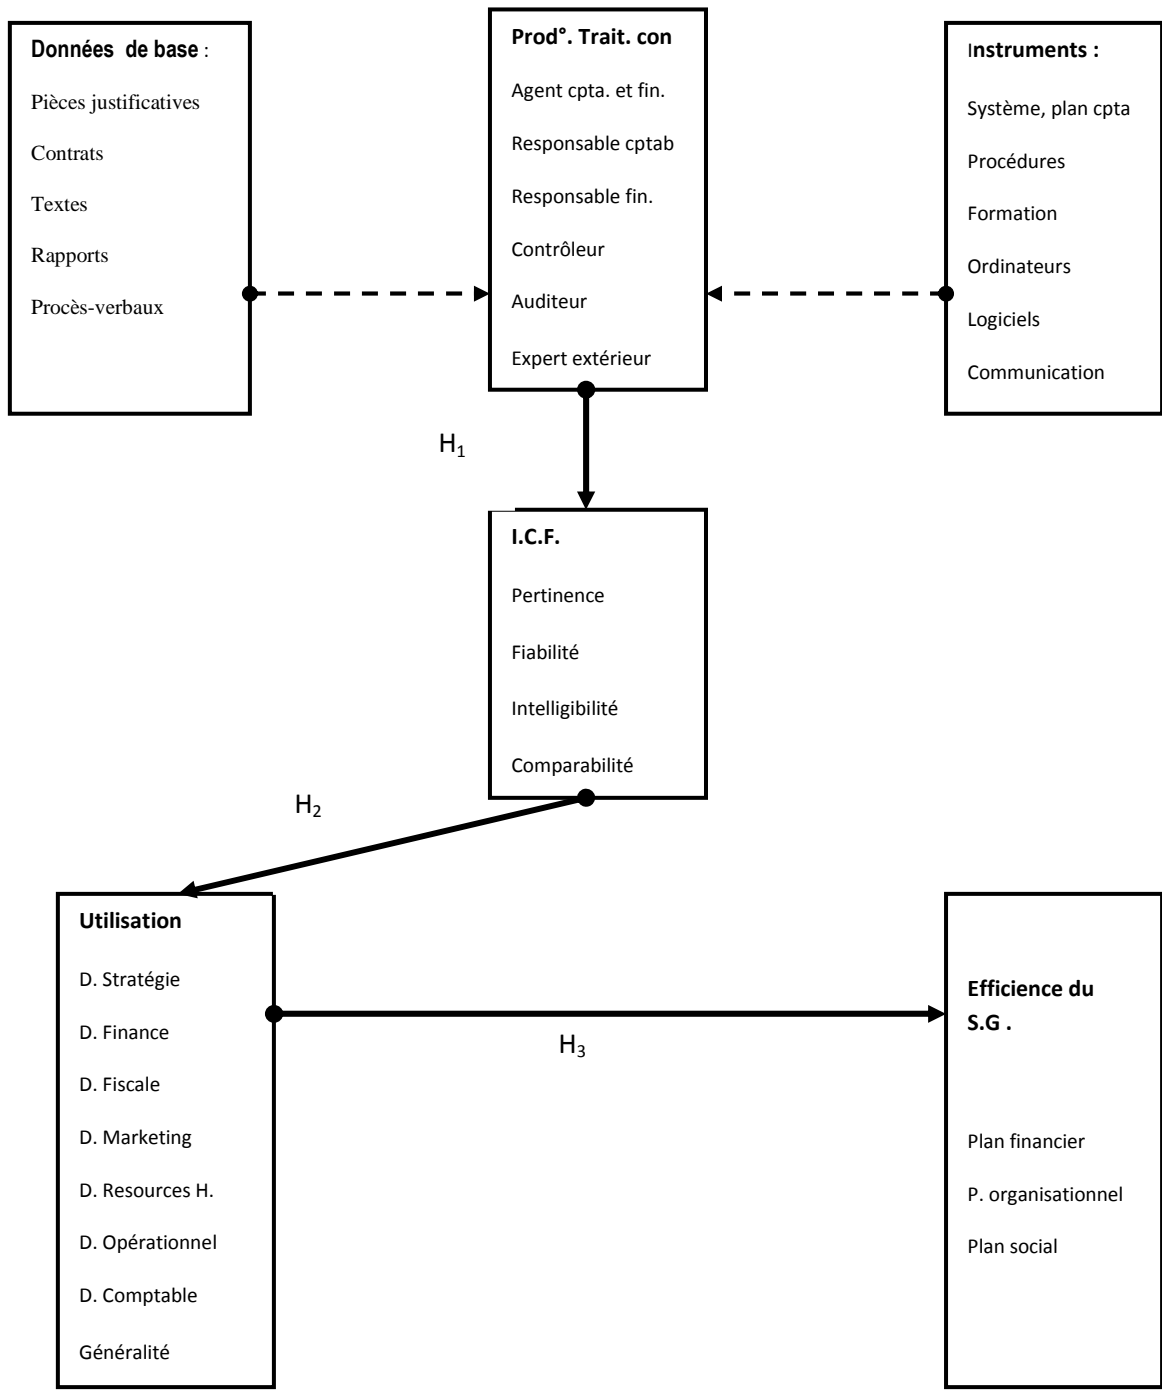 Données de base :
Pièces justificatives
Contrats
Textes
Rapports
Procès-verbaux
Prod°. Trait. con
Agent cpta. et fin.
Responsable cptab
Responsable fin.
Contrôleur
Auditeur
Expert extérieur
Instruments :
Système, plan cpta
Procédures
Formation
Ordinateurs
Logiciels
Communication
H₁
I.C.F.
Pertinence
Fiabilité
Intelligibilité
Comparabilité
H₂
Utilisation
D. Stratégie
D. Finance
D. Fiscale
D. Marketing
D. Resources H.
D. Opérationnel
D. Comptable
Généralité
H₃
Efficience du
S.G .
Plan financier
P. organisationnel
Plan social